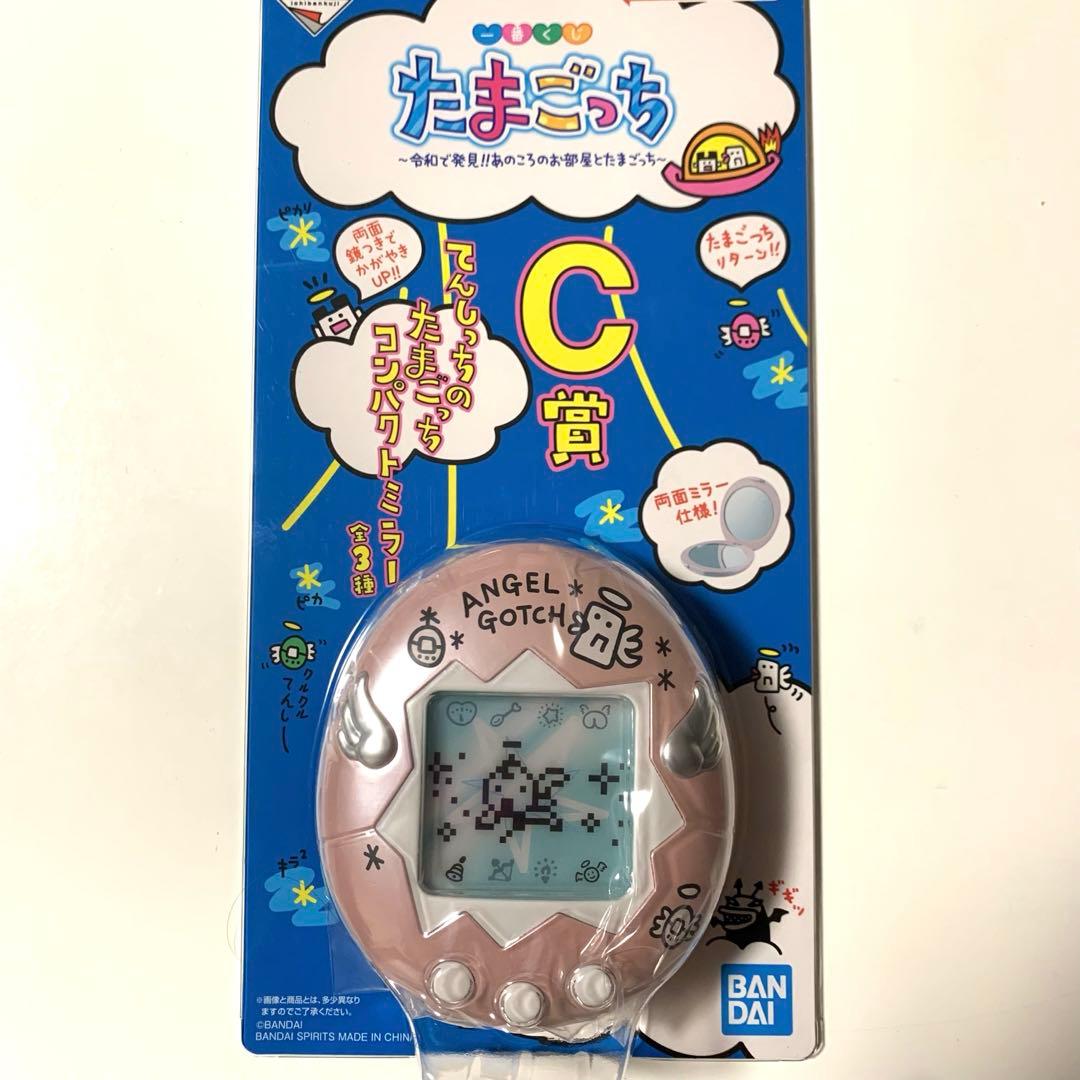 ichibankuji
一番くじ
たまごっち
～令和で発見!!あのころのお部屋とたまごっち～
ピカリ
両面
鏡つきで
かがやき
UP!!
たまごっち
リターン!!
C
賞
てんしっちの
たまごっち
コンパクトミラー
全3種
両面ミラー
仕様!
ピカ
クルクル
てんしー
ANGEL
GOTCH
キラ2
ギギッ
※画像と商品とは、多少異なり
ますのでご了承ください。
©BANDAI
BANDAI SPIRITS MADE IN CHINA
BAN
DAI